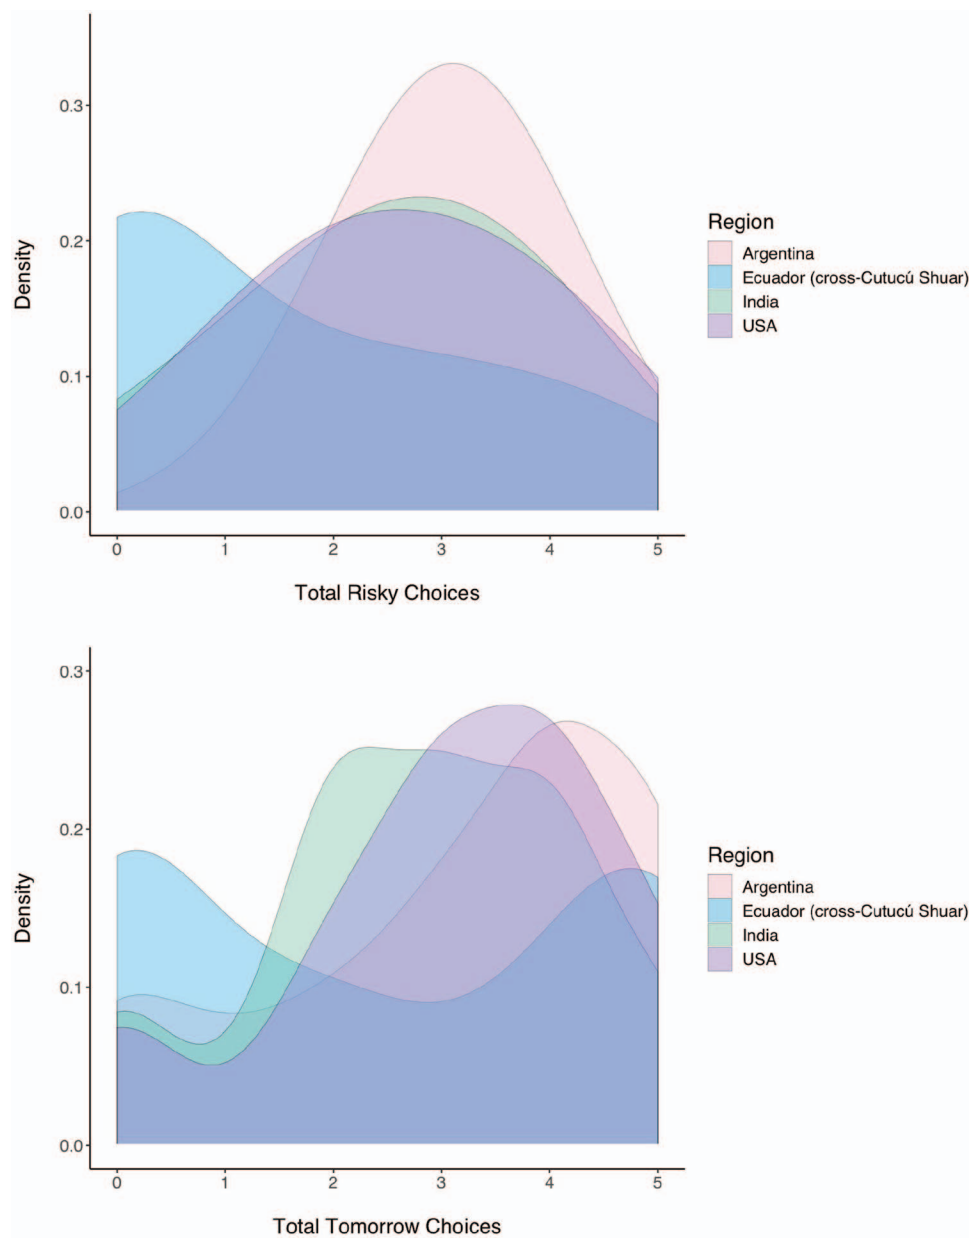 0.3
0.2
0.1
0.0
Density
0 1 2 3 4 5
Total Risky Choices
Region
Argentina
Ecuador (cross-Cutucú Shuar)
India
USA
0.3
0.2
0.1
0.0
Density
0 1 2 3 4 5
Total Tomorrow Choices
Region
Argentina
Ecuador (cross-Cutucú Shuar)
India
USA